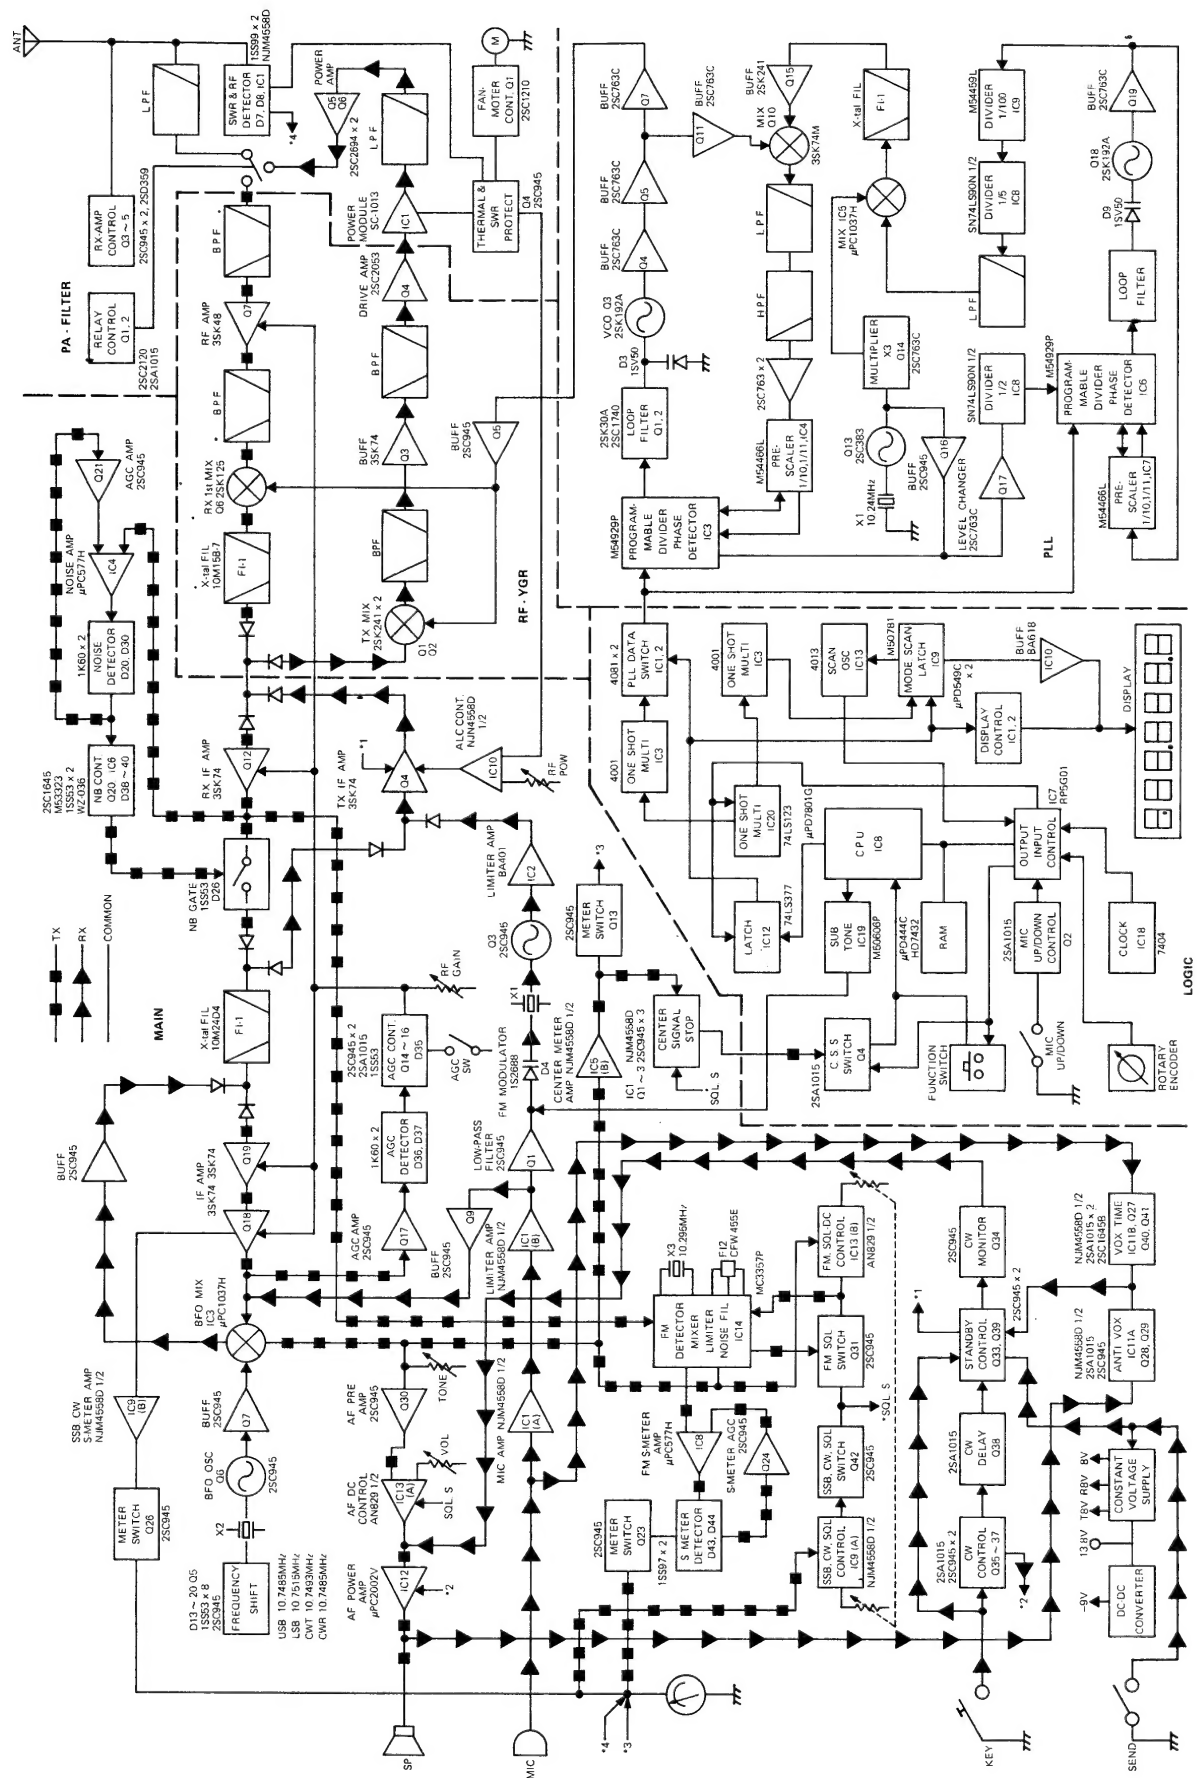 ANT
PA - FILTER
RELAY
CONTROL
Q1, 2
2SC2120
2SA1015
RX-AMP
CONTROL
Q3 ~ 5
2SC945 x 2, 2SD359
LPF
SWR & RF
DETECTOR
D7, D8, IC1
1SS99 x 2
NJM4558D
*4
POWER
AMP
Q5
Q6
2SC2694 x 2
LPF
POWER
MODULE
SC-1013
IC1
DRIVE AMP
2SC2053
Q4
BPF
BUFF
3SK74
Q3
BPF
TX MIX
2SK241 x 2
Q1
Q2
FAN-
MOTER
CONT. Q1
2SC1210
M
THERMAL &
SWR
PROTECT
Q4
2SC945
BPF
RF AMP
3SK48
Q7
BPF
RX 1st MIX
Q6 2SK125
X-tal FIL
10M15B-7
FI-1
BUFF
2SC945
Q5
RF - YGR
AGC AMP
2SC945
Q21
NOISE AMP
µPC577H
IC4
1K60 x 2
NOISE
DETECTOR
D20, D30
2SC1645
M53323
1SS53 x 2
WZ-036
NB CONT
Q20 IC6
D38 ~ 40
NB GATE
1SS53
D26
TX
RX
COMMON
MAIN
RX IF AMP
3SK74
Q12
X-tal FIL
10M24D4
FI-1
TX IF AMP
3SK74
Q4
*1
ALC CONT.
NJN4558D
1/2
IC10
RF
POW
LIMITER AMP
BA401
IC2
Q3
2SC945
X1
FM MODULATOR
1S2688
D4
RF
GAIN
2SC945 x 2
2SA1015
1SS53
AGC CONT.
Q14 ~ 16
D35
AGC
SW
1K60 x 2
AGC
DETECTOR
D36, D37
AGC AMP
2SC945
Q17
BUFF
2SC945
IF AMP
3SK74 3SK74
Q19
Q18
BFO MIX
IC3
µPC1037H
BUFF
2SC945
Q7
BFO OSC
Q6
2SC945
X2
D13 ~ 20 Q5
1SS53 x 8
2SC945
FREQUENCY
SHIFT
USB 10.7485MHz
LSB 10.7515MHz
CWT 10.7493MHz
CWR 10.7485MHz
SSB CW
S-METER AMP
NJM4558D 1/2
IC9
(B)
METER
SWITCH
Q26
2SC945
BUFF
2SC945
Q9
LOW-PASS
FILTER
2SC945
Q1
LIMITER AMP
NJM4558D 1/2
IC1
(B)
MIC AMP NJM4558D 1/2
IC1
(A)
AF PRE
AMP
2SC945
Q30
TONE
AF DC
CONTROL
AN829 1/2
IC13
(A)
VOL
SQL S
AF POWER
AMP
µPC2002V
IC12
*2
SP
MIC
CENTER METER
AMP NJM4558D 1/2
IC5
(B)
2SC945
METER
SWITCH
Q13
*3
IC1
Q1 ~ 3
NJM4558D
2SC945 x 3
CENTER
SIGNAL
STOP
SQL S
X3
10.295MHz
FI2
CFW 455E
FM
DETECTOR
MIXER
LIMITER
NOISE FIL
IC14
MC3357P
FM S-METER
AMP
µPC577H
IC8
S-METER AGC
2SC945
Q24
2SC945
METER
SWITCH
Q23
1SS97 x 2
S METER
DETECTOR
D43, D44
*4
*3
FM. SQL-DC
CONTROL
IC13 (B)
AN829 1/2
FM SQL
SWITCH
Q31
2SC945
*SQL S
SSB. CW. SQL
SWITCH
Q42
2SC945
SSB. CW. SQL
CONTROL
IC9 (A)
NJM4558D 1/2
2SC945
CW
MONITOR
Q34
2SC945 x 2
*1
STANDBY
CONTROL
Q33, Q39
2SA1015
CW
DELAY
Q38
2SA1015
2SC945 x 2
CW
CONTROL
Q35 ~ 37
*2
KEY
NJM4558D 1/2
2SA1015 x 2
2SC1645B
VOX TIME
IC11B, Q27
Q40, Q41
NJM4558D 1/2
2SA1015
2SC945
ANTI VOX
IC11A
Q28, Q29
8V
R8V
T8V
13.8V
CONSTANT
VOLTAGE
SUPPLY
-9V
DC-DC
CONVERTER
SEND
BUFF
2SC763C
Q7
BUFF
2SC763C
Q5
BUFF
2SC763C
Q4
VCO Q3
2SK192A
D3
1SV50
2SK30A
2SC1740
LOOP
FILTER
Q1, 2
M54929P
PROGRAM-
MABLE
DIVIDER
PHASE
DETECTOR
IC3
BUFF
2SC763C
Q11
MIX
Q10
3SK74M
BUFF
2SK241
Q15
LPF
HPF
2SC763 x 2
M54466L
PRE-
SCALER
1/10,1/11,IC4
X-tal FIL
FI-1
MIX IC5
µPC1037H
MULTIPLIER
X3
Q14
2SC763C
Q13
2SC383
X1
10.24MHz
BUFF
2SC945
Q16
LEVEL CHANGER
2SC763C
Q17
M54459L
DIVIDER
1/100
IC9
SN74LS90N 1/2
DIVIDER
1/5
IC8
LPF
SN74LS90N 1/2
DIVIDER
1/2
IC8
BUFF
2SC763C
Q19
Q18
2SK192A
D9
1SV50
LOOP
FILTER
M54929P
PROGRAM-
MABLE
DIVIDER
PHASE
DETECTOR
IC6
M54466L
PRE-
SCALER
1/10,1/11,IC7
PLL
4081 x 2
PLL DATA
SWITCH
IC1, 2
4001
ONE SHOT
MULTI
IC3
4001
ONE SHOT
MULTI
IC3
ONE SHOT
MULTI
IC20
74LS123
4013
SCAN
OSC
IC13
M50781
MODE SCAN
LATCH
IC9
BUFF
BA618
IC10
µPD549C
x 2
DISPLAY
CONTROL
IC1, 2
DISPLAY
LATCH
IC12
74LS377
µPD7801G
CPU
IC8
SUB
TONE
IC19
M50606P
µPD444C
HD7432
RAM
IC7
RP5G01
OUTPUT
INPUT
CONTROL
2SA1015
MIC
UP/DOWN
CONTROL
Q2
CLOCK
IC18
7404
C S S
SWITCH
Q4
2SA1015
FUNCTION
SWITCH
MIC
UP/DOWN
ROTARY
ENCODER
LOGIC